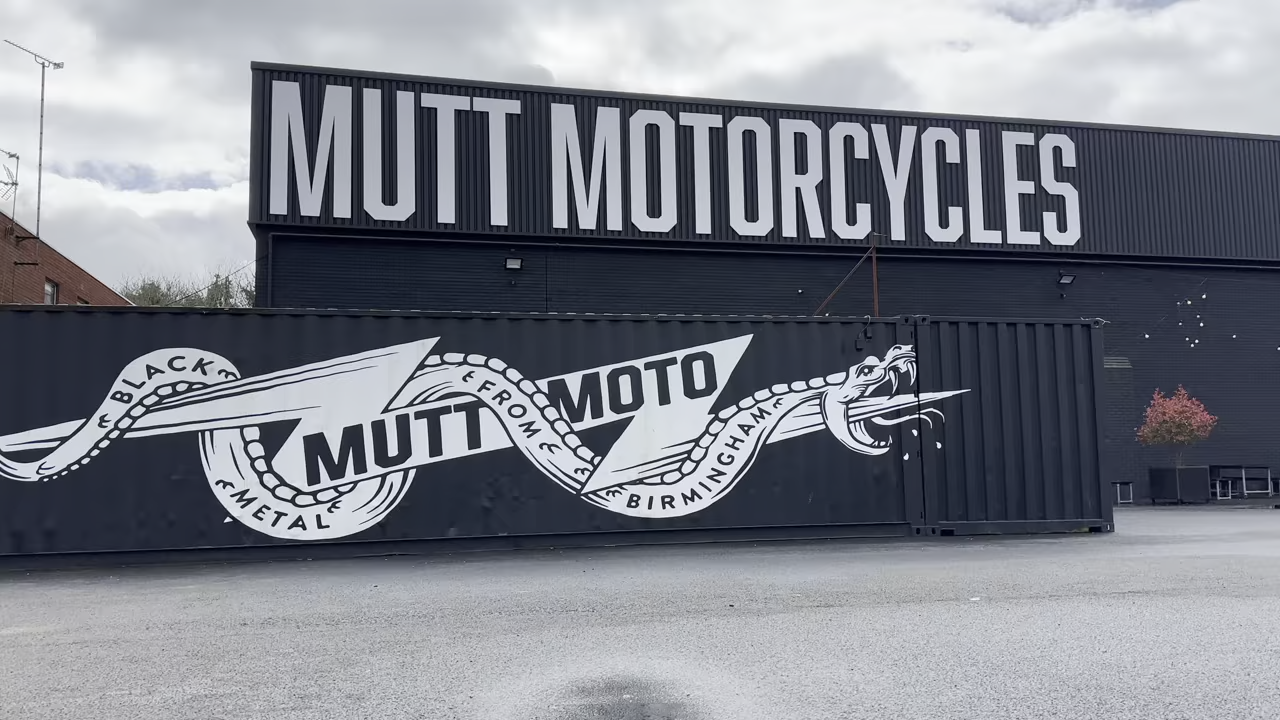 MUTT MOTORCYCLES
BLACK
METAL
MUTT MOTO
FROM
BIRMINGHAM